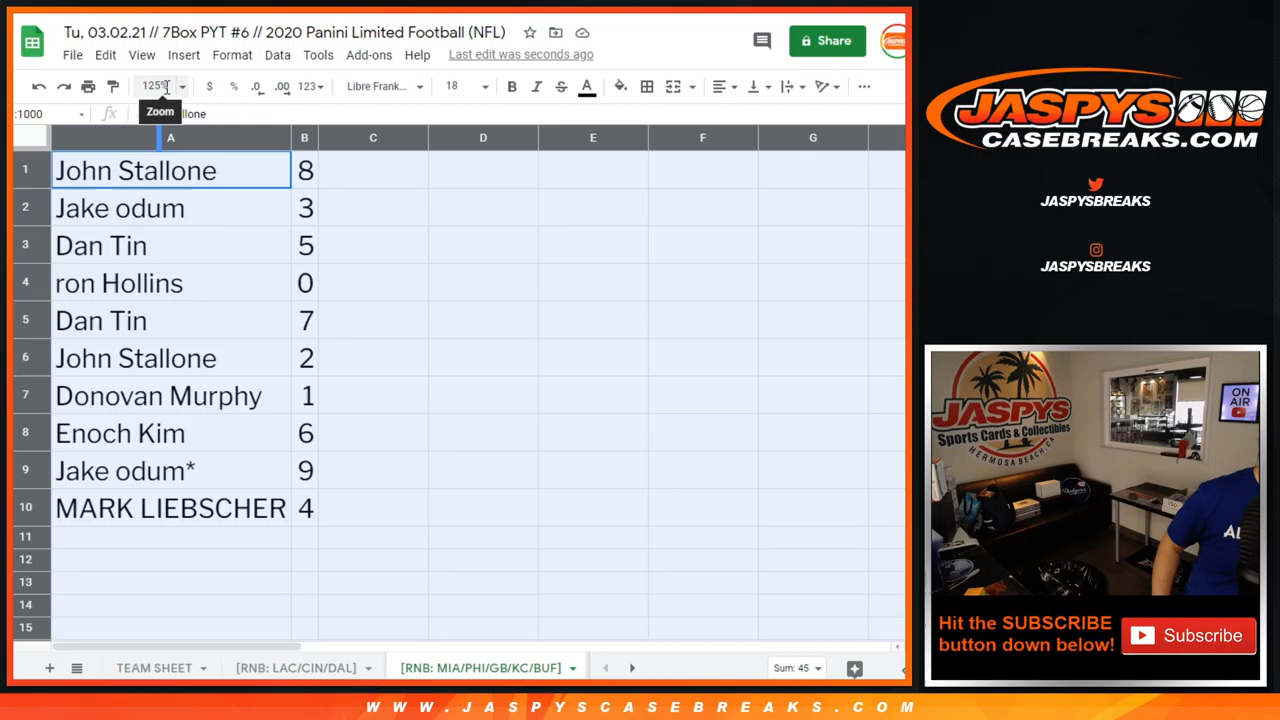 Tu, 03.02.21 // 7Box PYT #6 // 2020 Panini Limited Football (NFL)
Share
File Edit View Insert Format Data Tools Add-ons Help Last edit was seconds ago
125% $ % .0 .00 123 Libre Frank... 18 B I S A
Zoom
:1000 fx llone
A B C D E F G
1 John Stallone 8
2 Jake odum 3
3 Dan Tin 5
4 ron Hollins 0
5 Dan Tin 7
6 John Stallone 2
7 Donovan Murphy 1
8 Enoch Kim 6
9 Jake odum* 9
10 MARK LIEBSCHER 4
11
12
13
14
15
TEAM SHEET [RNB: LAC/CIN/DAL] [RNB: MIA/PHI/GB/KC/BUF] Sum: 45
JASPYS
CASEBREAKS.COM
JASPYSBREAKS
JASPYSBREAKS
JASPYS
Sports Cards & Collectibles
HERMOSA BEACH, CA
ON
AIR
Dodgers
AL
Hit the SUBSCRIBE
button down below!
Subscribe
WWW.JASPYSCASEBREAKS.COM